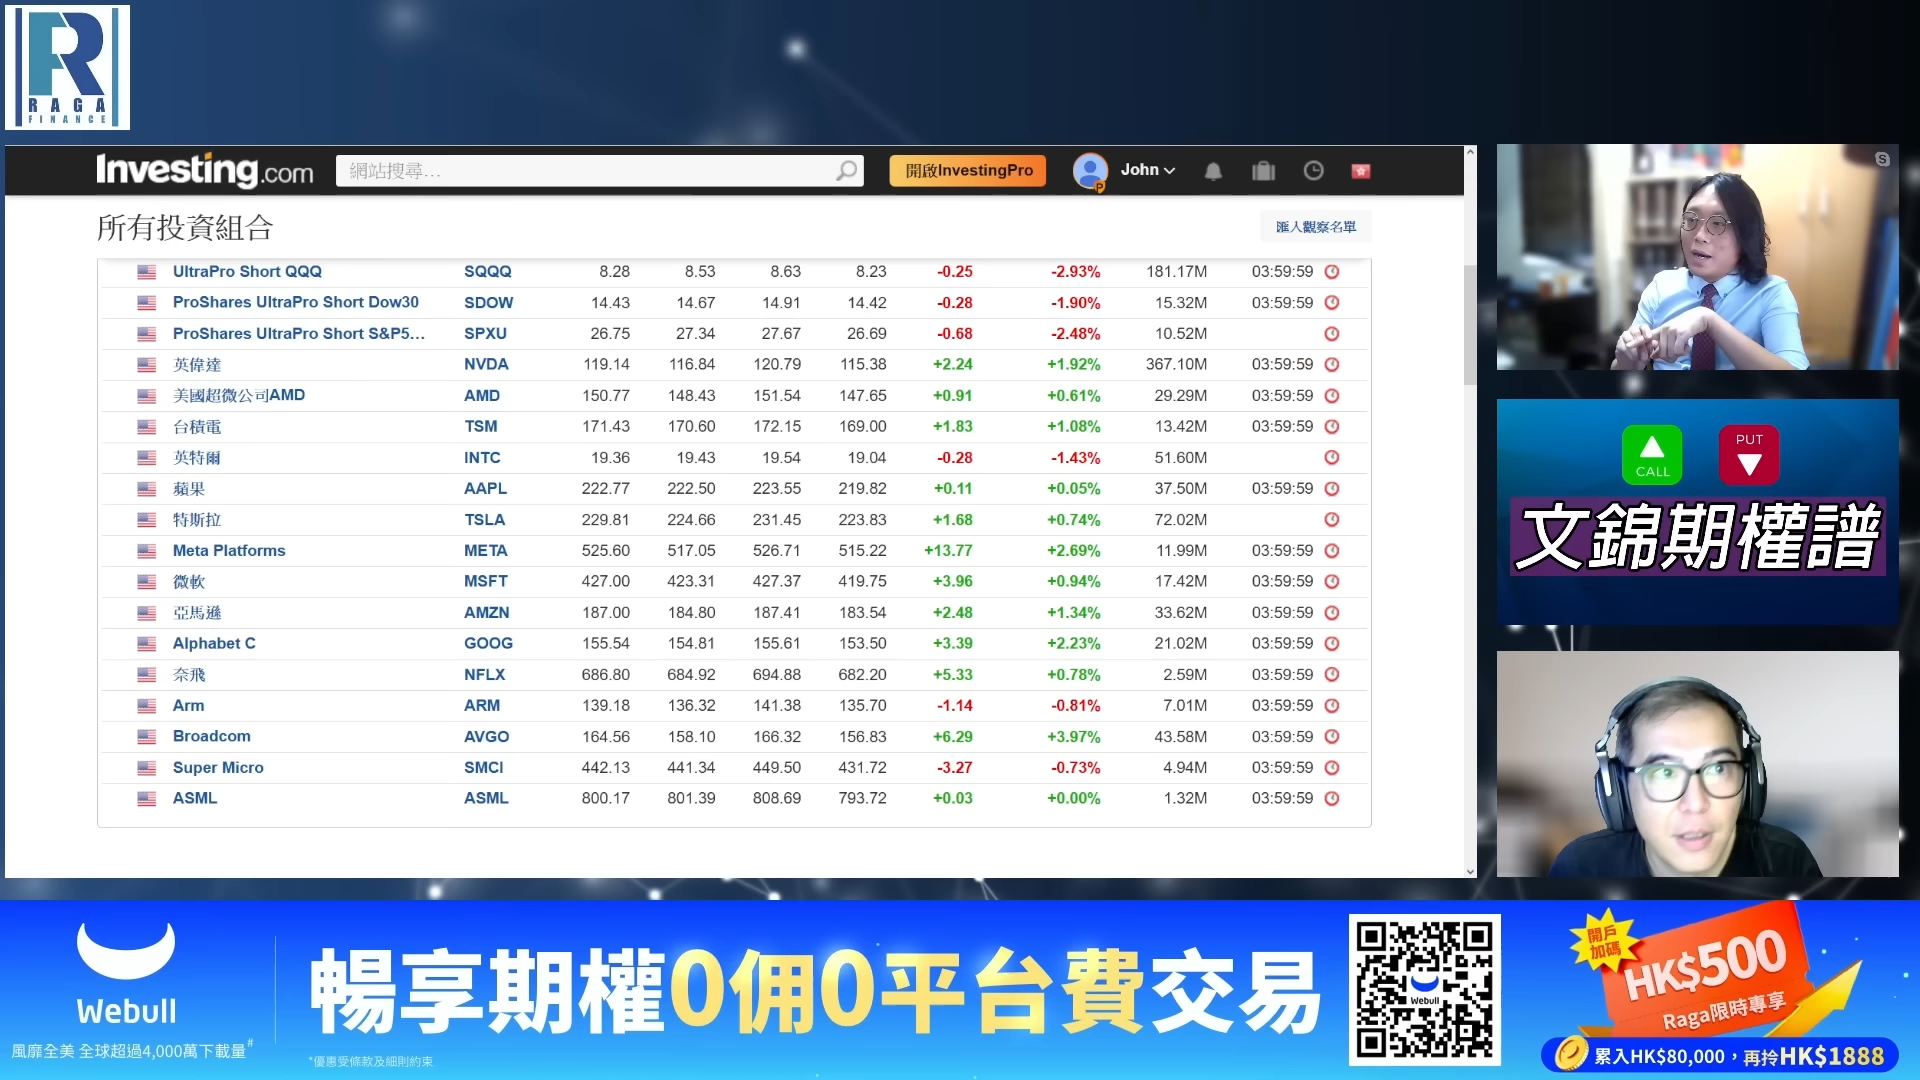 RAGA
FINANCE
Investing.com
網站搜尋...
開啟InvestingPro
P
John
所有投資組合
匯入觀察名單
UltraPro Short QQQ SQQQ 8.28 8.53 8.63 8.23 -0.25 -2.93% 181.17M 03:59:59
ProShares UltraPro Short Dow30 SDOW 14.43 14.67 14.91 14.42 -0.28 -1.90% 15.32M 03:59:59
ProShares UltraPro Short S&P5... SPXU 26.75 27.34 27.67 26.69 -0.68 -2.48% 10.52M
英偉達 NVDA 119.14 116.84 120.79 115.38 +2.24 +1.92% 367.10M 03:59:59
美國超微公司AMD AMD 150.77 148.43 151.54 147.65 +0.91 +0.61% 29.29M 03:59:59
台積電 TSM 171.43 170.60 172.15 169.00 +1.83 +1.08% 13.42M 03:59:59
英特爾 INTC 19.36 19.43 19.54 19.04 -0.28 -1.43% 51.60M
蘋果 AAPL 222.77 222.50 223.55 219.82 +0.11 +0.05% 37.50M 03:59:59
特斯拉 TSLA 229.81 224.66 231.45 223.83 +1.68 +0.74% 72.02M
Meta Platforms META 525.60 517.05 526.71 515.22 +13.77 +2.69% 11.99M 03:59:59
微軟 MSFT 427.00 423.31 427.37 419.75 +3.96 +0.94% 17.42M 03:59:59
亞馬遜 AMZN 187.00 184.80 187.41 183.54 +2.48 +1.34% 33.62M 03:59:59
Alphabet C GOOG 155.54 154.81 155.61 153.50 +3.39 +2.23% 21.02M 03:59:59
奈飛 NFLX 686.80 684.92 694.88 682.20 +5.33 +0.78% 2.59M 03:59:59
Arm ARM 139.18 136.32 141.38 135.70 -1.14 -0.81% 7.01M 03:59:59
Broadcom AVGO 164.56 158.10 166.32 156.83 +6.29 +3.97% 43.58M 03:59:59
Super Micro SMCI 442.13 441.34 449.50 431.72 -3.27 -0.73% 4.94M 03:59:59
ASML ASML 800.17 801.39 808.69 793.72 +0.03 +0.00% 1.32M 03:59:59
S
CALL
PUT
文錦期權譜
Webull
風靡全美 全球超過4,000萬下載量#
暢享期權0佣0平台費交易
*優惠受條款及細則約束
Webull
開戶
加碼
HK$500
Raga限時專享
累入HK$80,000，再拎HK$1888